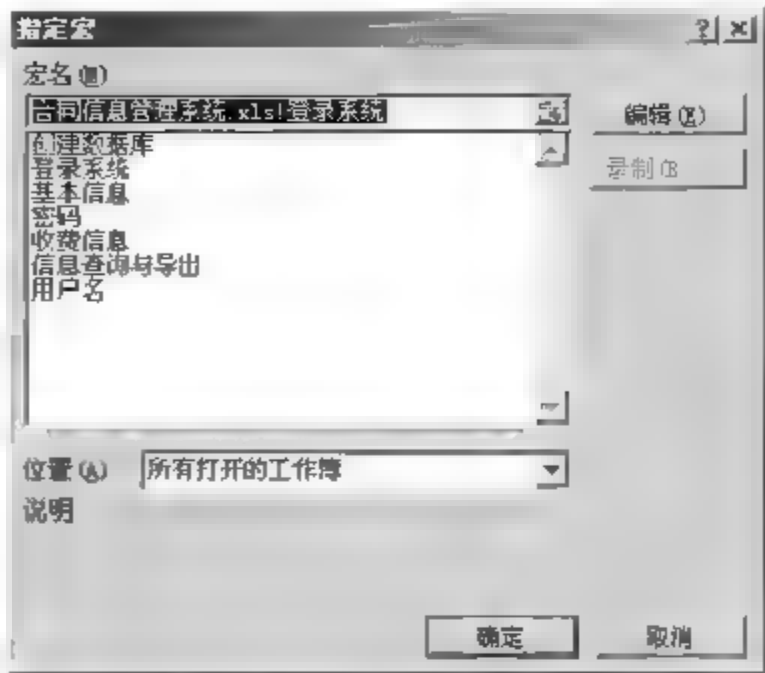 指定宏
宏名(M)
合同信息管理系统.xls!登录系统
编辑(E)
创建数据库
登录系统
录制(R
基本信息
密码
收费信息
信息查询与导出
用户名
位置(A)
所有打开的工作簿
说明
确定
取消